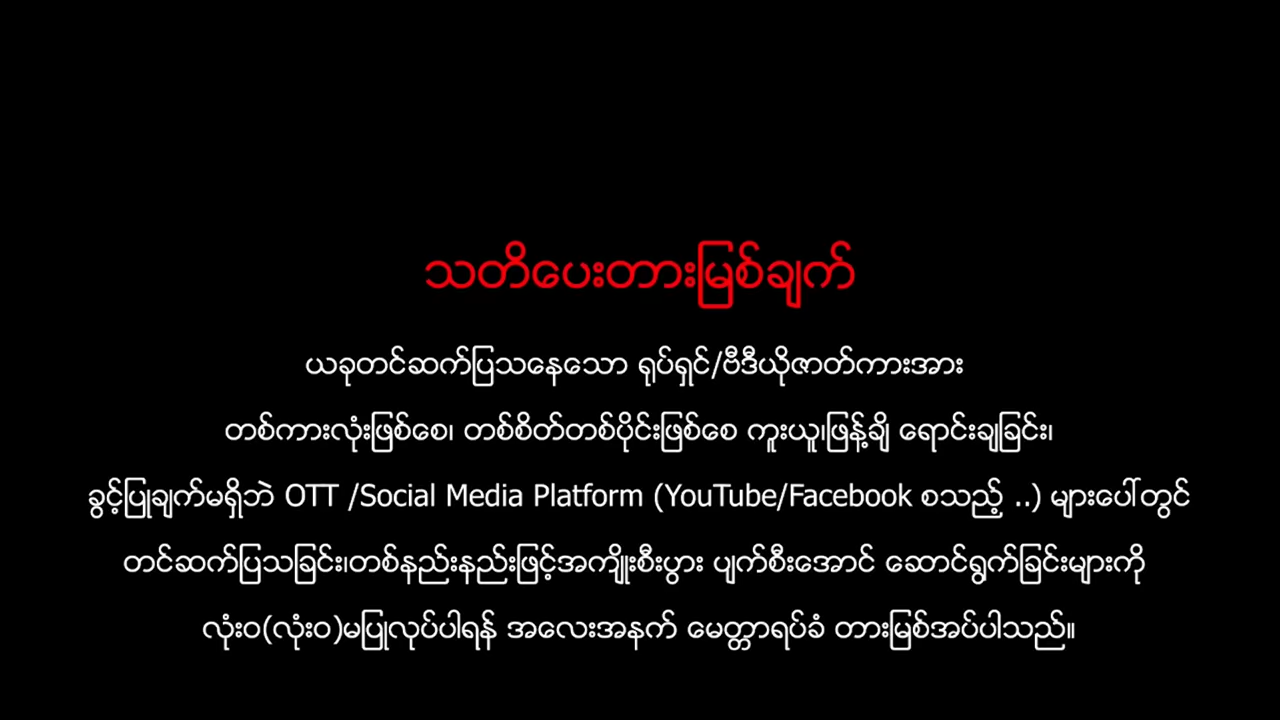 သတိပေးတားမြစ်ချက်
ယခုတင်ဆက်ပြသနေသော ရုပ်ရှင်/ဗီဒီယိုဇာတ်ကားအား
တစ်ကားလုံးဖြစ်စေ၊ တစ်စိတ်တစ်ပိုင်းဖြစ်စေ ကူးယူ၊ဖြန့်ချိ ရောင်းချခြင်း၊
ခွင့်ပြုချက်မရှိဘဲ OTT /Social Media Platform (YouTube/Facebook စသည့် ..) များပေါ်တွင်
တင်ဆက်ပြသခြင်း၊တစ်နည်းနည်းဖြင့်အကျိုးစီးပွား ပျက်စီးအောင် ဆောင်ရွက်ခြင်းများကို
လုံးဝ(လုံးဝ)မပြုလုပ်ပါရန် အလေးအနက် မေတ္တာရပ်ခံ တားမြစ်အပ်ပါသည်။